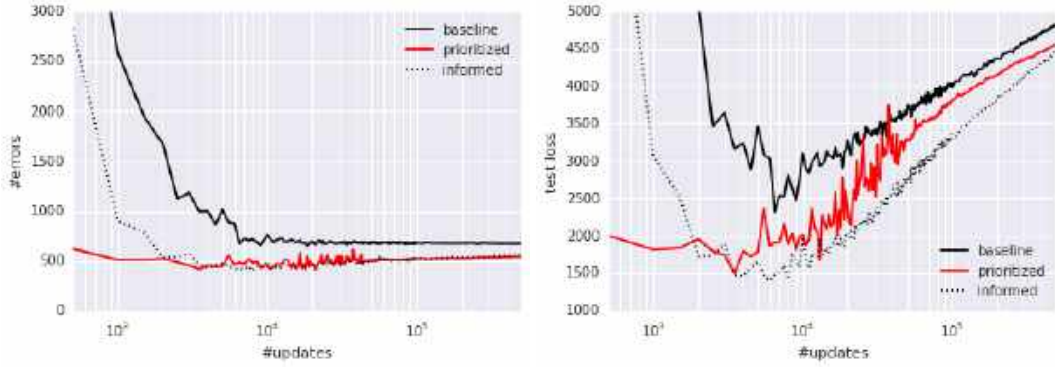 3000
2500
2000
1500
1000
500
0
#errors
baseline
prioritized
informed
10³
10⁴
10⁵
#updates
5000
4500
4000
3500
3000
2500
2000
1500
1000
test loss
baseline
prioritized
informed
10³
10⁴
10⁵
#updates